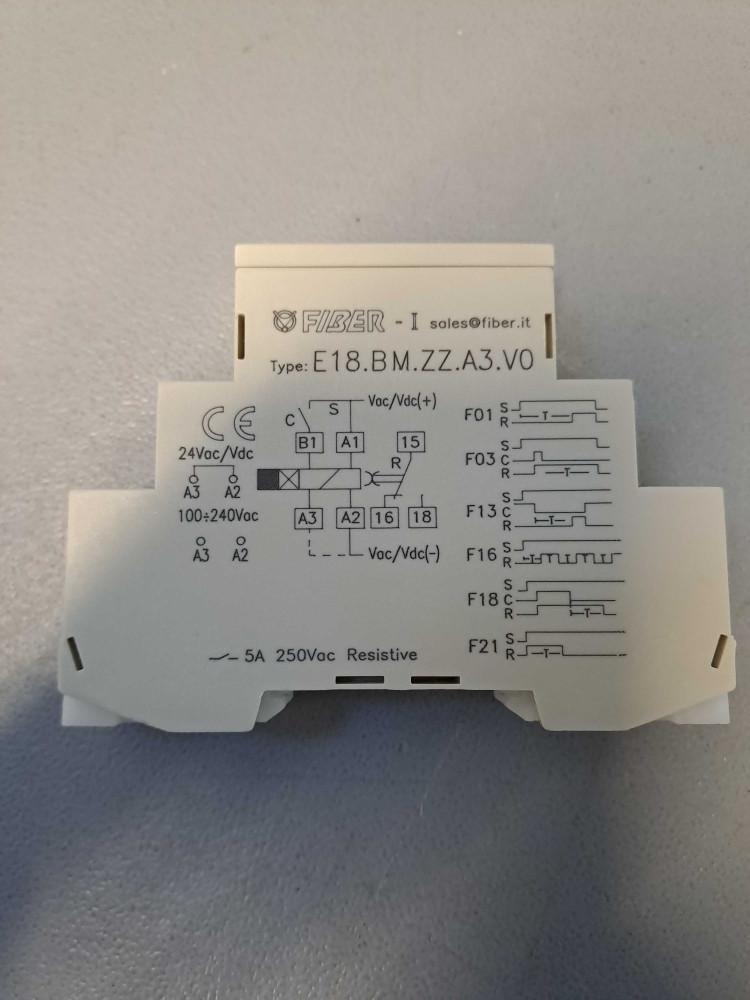 FIBER - I sales@fiber.it
Type: E18.BM.ZZ.A3.V0
CE
24Vac/Vdc
A3 A2
100÷240Vac
A3 A2
S Vac/Vdc(+)
C
B1 A1 15
R
A3 A2 16 18
Vac/Vdc(-)
5A 250Vac Resistive
F01 S
R T
F03 S
C
R T
F13 S
C
R T
F16 S
R T
F18 S
C
R T
F21 S
R T